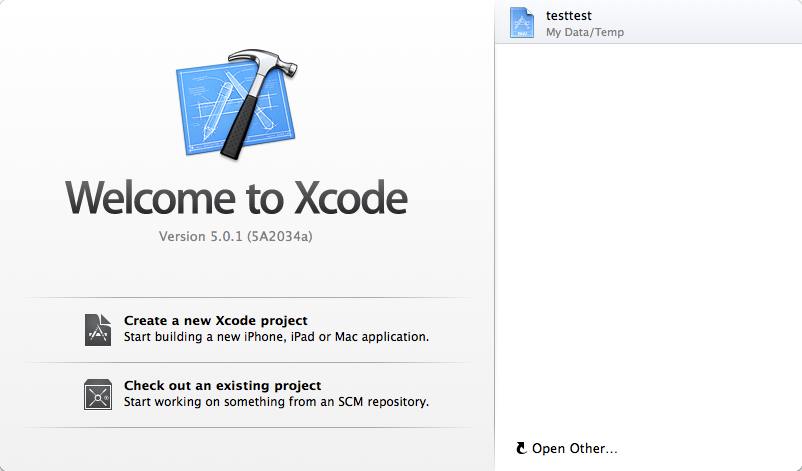 testtest
My Data/Temp
Welcome to Xcode
Version 5.0.1 (5A2034a)
Create a new Xcode project
Start building a new iPhone, iPad or Mac application.
Check out an existing project
Start working on something from an SCM repository.
Open Other...